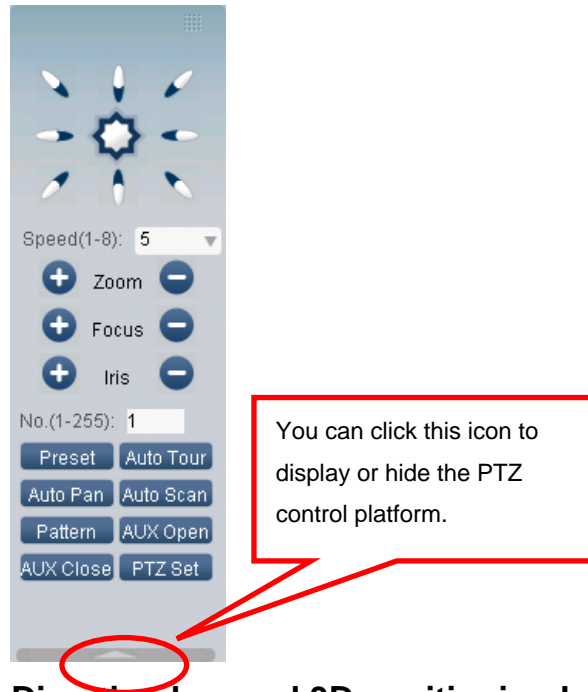 Speed(1-8): 5
Zoom
Focus
Iris
No.(1-255): 1
Preset Auto Tour
Auto Pan Auto Scan
Pattern AUX Open
AUX Close PTZ Set
You can click this icon to
display or hide the PTZ
control platform.